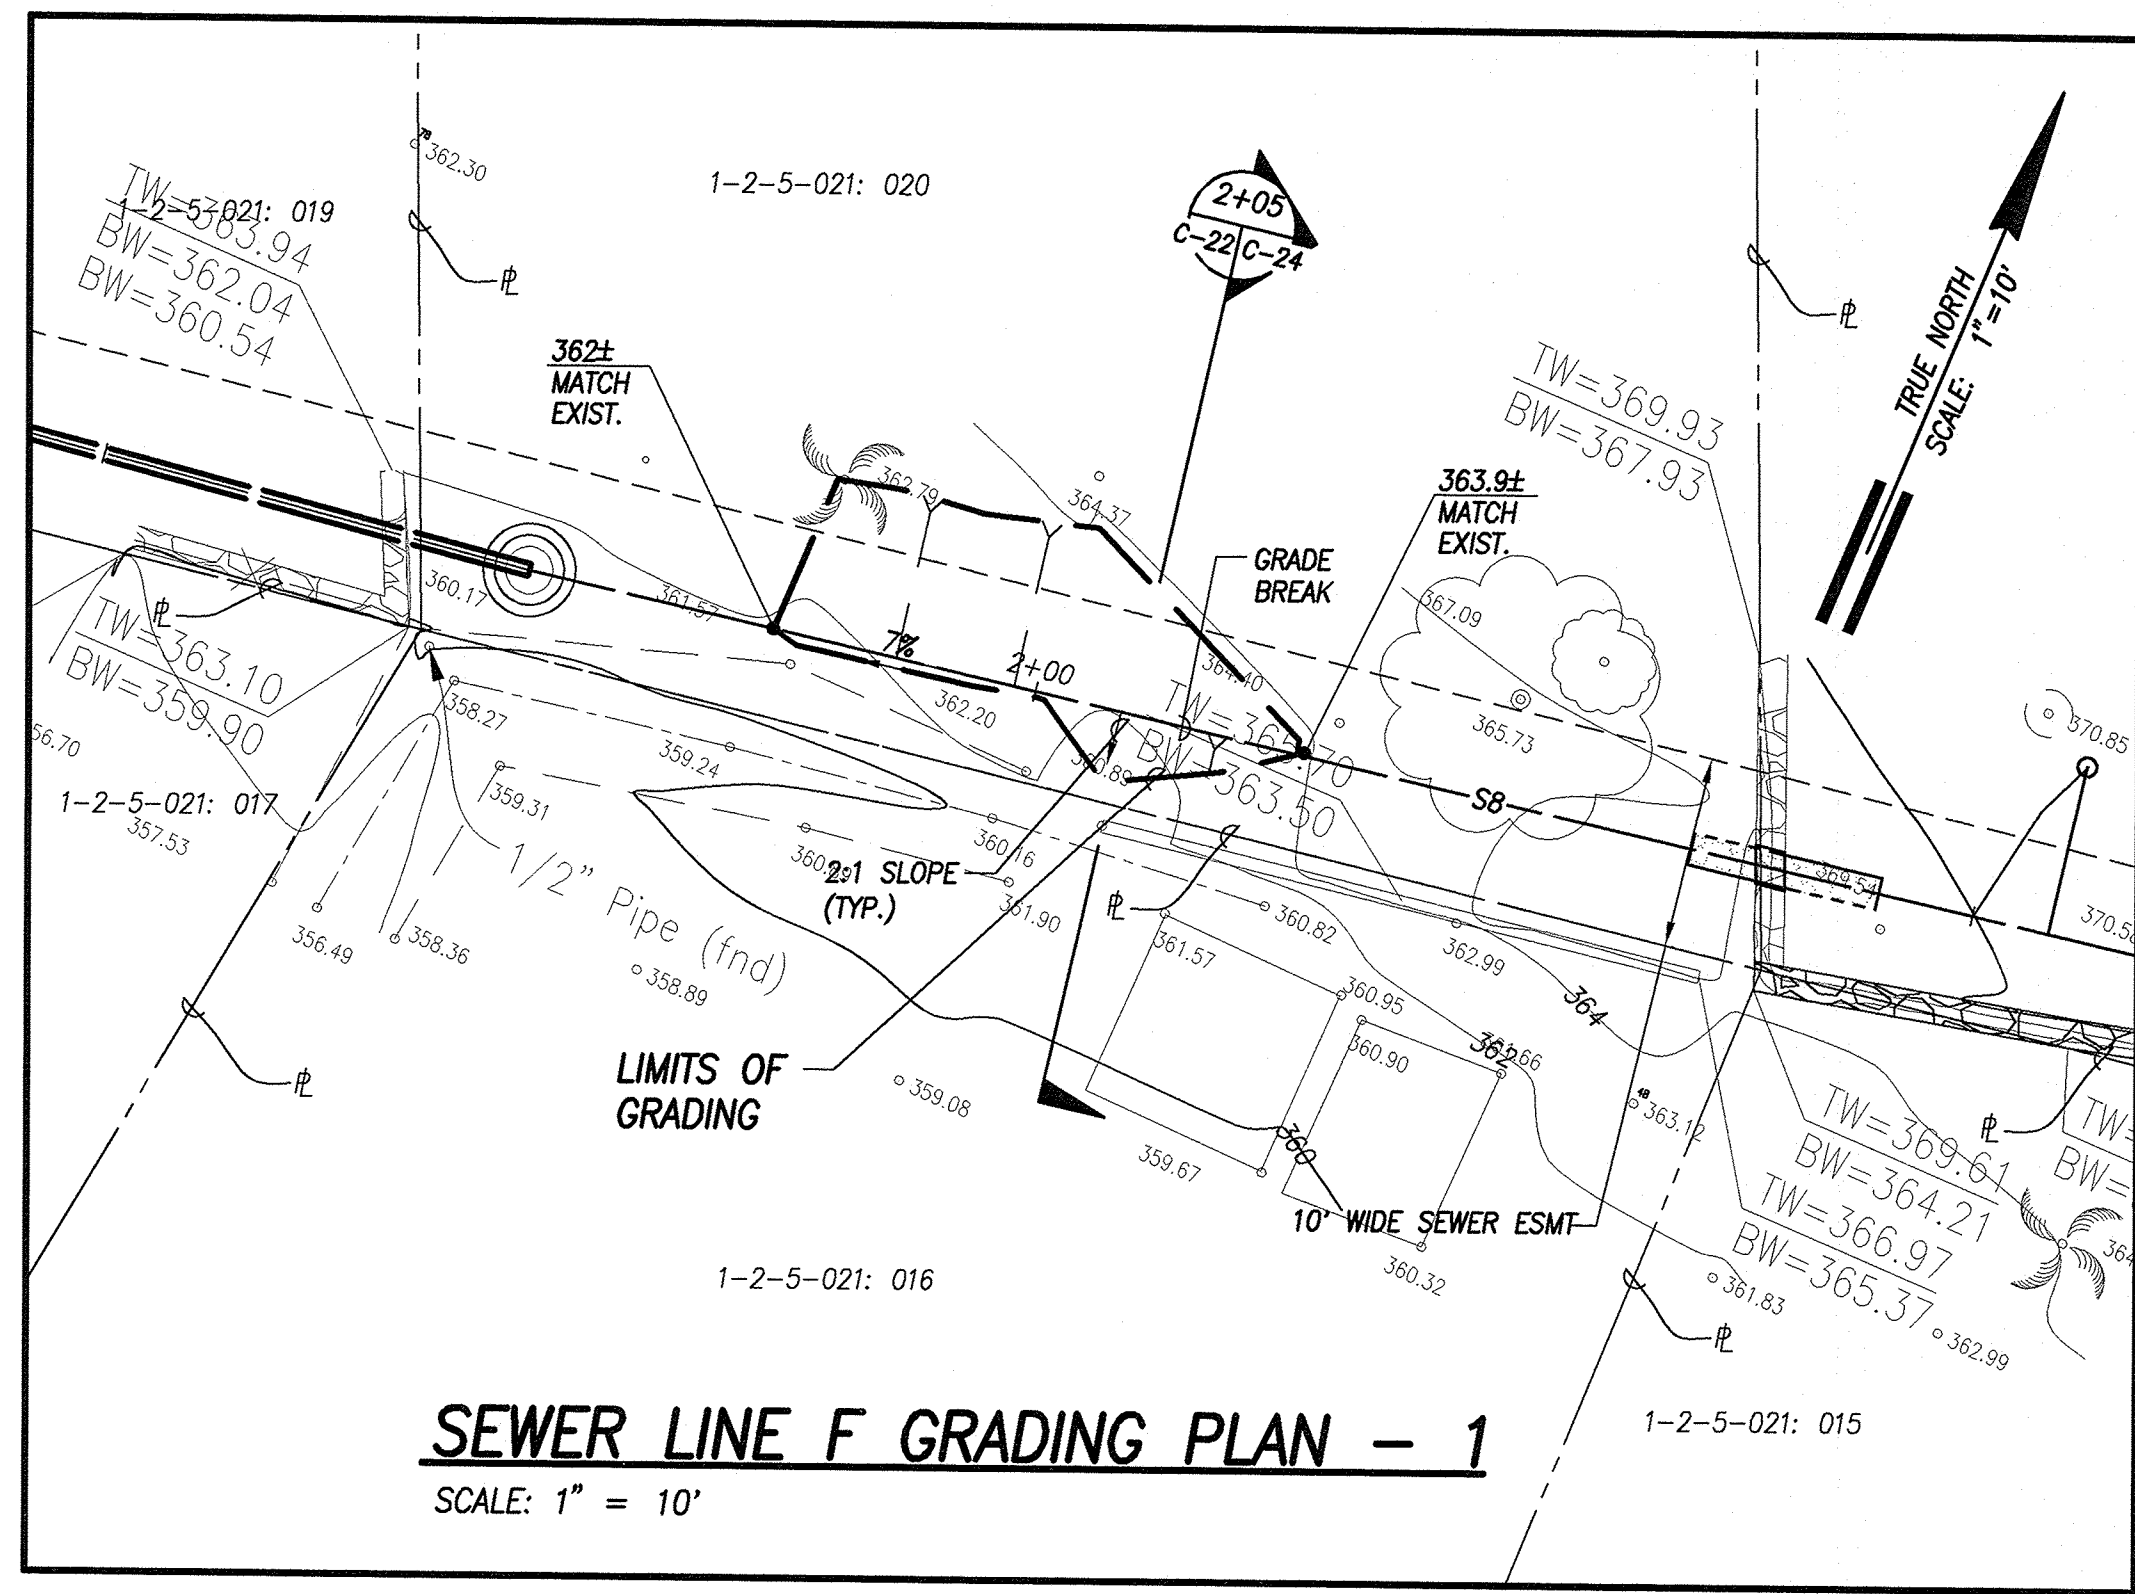 78
362.30
1-2-5-021: 020
1-2-5-021: 019
TW=363.94
BW=362.04
BW=360.54
2+05
C-22 C-24
TRUE NORTH
SCALE: 1"=10'
362±
MATCH
EXIST.
TW=369.93
BW=367.93
363.9±
MATCH
EXIST.
362.79
364.37
GRADE
BREAK
360.17
361.57
367.09
TW=363.10
BW=359.90
7%
2+00
364.40
358.27
362.20
TW=365.70
BW=363.50
365.73
370.85
56.70
359.24
360.89
S8
1-2-5-021: 017
357.53
359.31
360.16
369.54
2:1 SLOPE
(TYP.)
361.90
360.82
370.58
356.49
358.36
1/2" Pipe (fnd)
358.89
361.57
362.99
360.95
364
LIMITS OF
GRADING
359.08
360.90
362
48
363.12
359.67
360
TW=369.61
BW=364.21
TW=
BW=
10' WIDE SEWER ESMT
TW=366.97
BW=365.37
364
1-2-5-021: 016
360.32
361.83
362.99
SEWER LINE F GRADING PLAN - 1
SCALE: 1" = 10'
1-2-5-021: 015